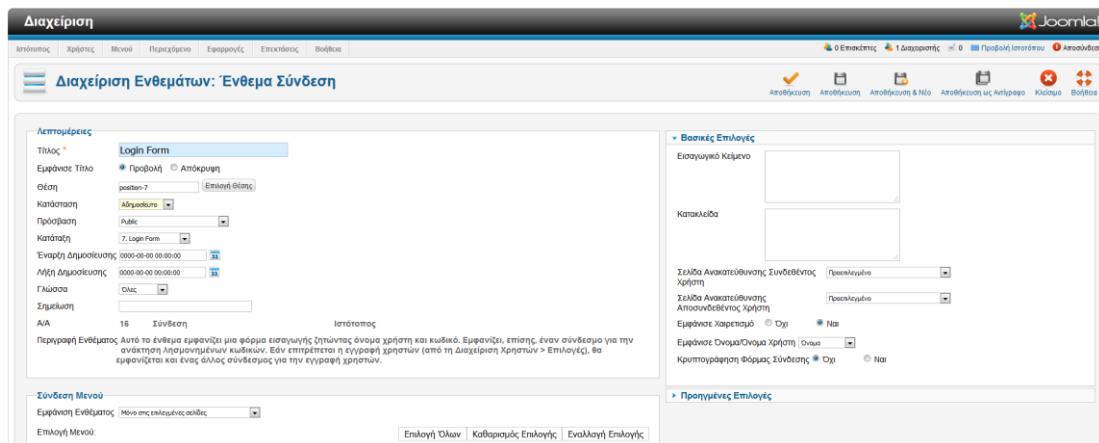 Διαχείριση
Joomla!
Ιστότοπος Χρήστες Μενού Περιεχόμενο Εφαρμογές Επεκτάσεις Βοήθεια 0 Επισκέπτες 1 Διαχειριστής 0 Προβολή Ιστοτόπου Αποσύνδεσ
Διαχείριση Ενθεμάτων: Ένθεμα Σύνδεση
Αποθήκευση Αποθήκευση Αποθήκευση & Νέο Αποθήκευση ως Αντίγραφο Κλείσιμο Βοήθεια
Λεπτομέρειες
Τίτλος * Login Form
Εμφάνισε Τίτλο Προβολή Απόκρυψη
Θέση position-7 Επιλογή Θέσης
Κατάσταση Αδημοσίευτο
Πρόσβαση Public
Κατάταξη 7. Login Form
Έναρξη Δημοσίευσης 0000-00-00 00:00:00
Λήξη Δημοσίευσης 0000-00-00 00:00:00
Γλώσσα Όλες
Σημείωση
Α/Α 16 Σύνδεση Ιστότοπος
Περιγραφή Ενθέματος Αυτό το ένθεμα εμφανίζει μια φόρμα εισαγωγής ζητώντας όνομα χρήστη και κωδικό. Εμφανίζει, επίσης, έναν σύνδεσμο για την
ανάκτηση λησμονημένων κωδικών. Εάν επιτρέπεται η εγγραφή χρηστών (από τη Διαχείριση Χρηστών > Επιλογές), θα
εμφανίζεται και ένας άλλος σύνδεσμος για την εγγραφή χρηστών.
Σύνδεση Μενού
Εμφάνιση Ενθέματος Μόνο στις επιλεγμένες σελίδες
Επιλογή Μενού: Επιλογή Όλων Καθαρισμός Επιλογής Εναλλαγή Επιλογής
Βασικές Επιλογές
Εισαγωγικό Κείμενο
Κατακλείδα
Σελίδα Ανακατεύθυνσης Συνδεθέντος Προεπιλεγμένο
Χρήστη
Σελίδα Ανακατεύθυνσης Προεπιλεγμένο
Αποσυνδεθέντος Χρήστη
Εμφάνισε Χαιρετισμό Όχι Ναι
Εμφάνισε Όνομα/Όνομα Χρήστη Όνομα
Κρυπτογράφηση Φόρμας Σύνδεσης Όχι Ναι
Προηγμένες Επιλογές